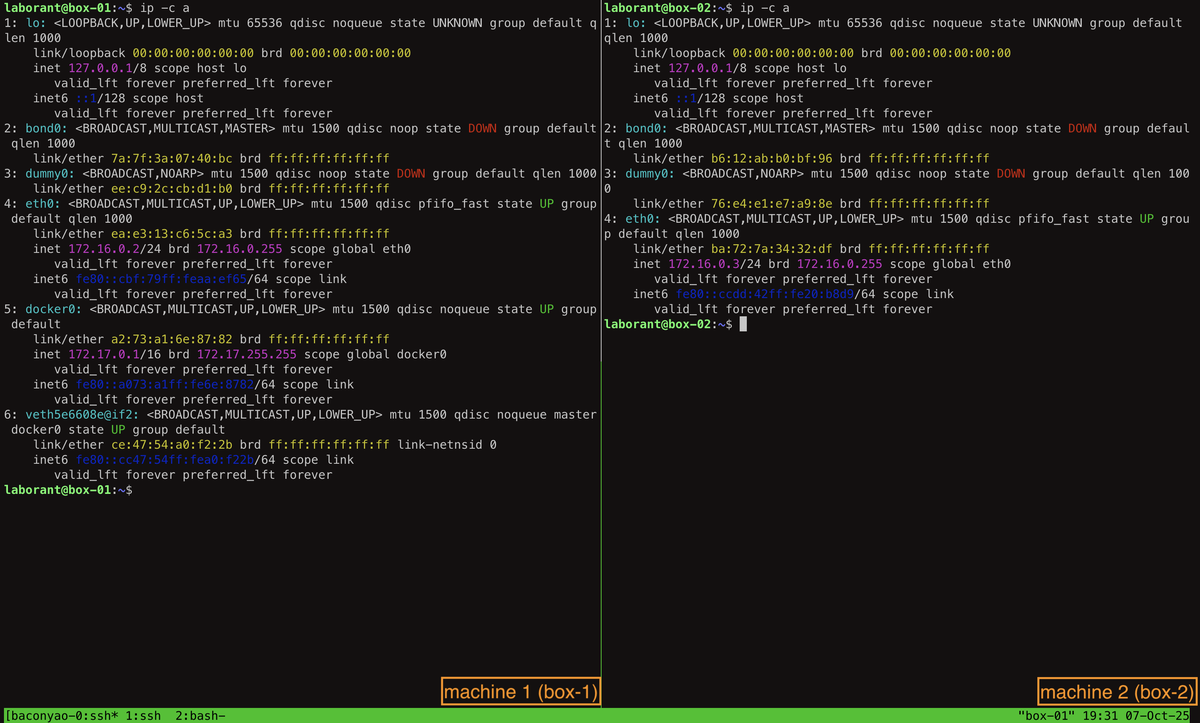 laborant@box-01:~$ ip -c a
1: lo: <LOOPBACK,UP,LOWER_UP> mtu 65536 qdisc noqueue state UNKNOWN group default q
len 1000
    link/loopback 00:00:00:00:00:00 brd 00:00:00:00:00:00
    inet 127.0.0.1/8 scope host lo
       valid_lft forever preferred_lft forever
    inet6 ::1/128 scope host
       valid_lft forever preferred_lft forever
2: bond0: <BROADCAST,MULTICAST,MASTER> mtu 1500 qdisc noop state DOWN group default
 qlen 1000
    link/ether 7a:7f:3a:07:40:bc brd ff:ff:ff:ff:ff:ff
3: dummy0: <BROADCAST,NOARP> mtu 1500 qdisc noop state DOWN group default qlen 1000
    link/ether ee:c9:2c:cb:d1:b0 brd ff:ff:ff:ff:ff:ff
4: eth0: <BROADCAST,MULTICAST,UP,LOWER_UP> mtu 1500 qdisc pfifo_fast state UP group
 default qlen 1000
    link/ether ea:e3:13:c6:5c:a3 brd ff:ff:ff:ff:ff:ff
    inet 172.16.0.2/24 brd 172.16.0.255 scope global eth0
       valid_lft forever preferred_lft forever
    inet6 fe80::cbf:79ff:feaa:ef65/64 scope link
       valid_lft forever preferred_lft forever
5: docker0: <BROADCAST,MULTICAST,UP,LOWER_UP> mtu 1500 qdisc noqueue state UP group
 default
    link/ether a2:73:a1:6e:87:82 brd ff:ff:ff:ff:ff:ff
    inet 172.17.0.1/16 brd 172.17.255.255 scope global docker0
       valid_lft forever preferred_lft forever
    inet6 fe80::a073:a1ff:fe6e:8782/64 scope link
       valid_lft forever preferred_lft forever
6: veth5e6608e@if2: <BROADCAST,MULTICAST,UP,LOWER_UP> mtu 1500 qdisc noqueue master
 docker0 state UP group default
    link/ether ce:47:54:a0:f2:2b brd ff:ff:ff:ff:ff:ff link-netnsid 0
    inet6 fe80::cc47:54ff:fea0:f22b/64 scope link
       valid_lft forever preferred_lft forever
laborant@box-01:~$
machine 1 (box-1)
laborant@box-02:~$ ip -c a
1: lo: <LOOPBACK,UP,LOWER_UP> mtu 65536 qdisc noqueue state UNKNOWN group default
qlen 1000
    link/loopback 00:00:00:00:00:00 brd 00:00:00:00:00:00
    inet 127.0.0.1/8 scope host lo
       valid_lft forever preferred_lft forever
    inet6 ::1/128 scope host
       valid_lft forever preferred_lft forever
2: bond0: <BROADCAST,MULTICAST,MASTER> mtu 1500 qdisc noop state DOWN group defaul
t qlen 1000
    link/ether b6:12:ab:b0:bf:96 brd ff:ff:ff:ff:ff:ff
3: dummy0: <BROADCAST,NOARP> mtu 1500 qdisc noop state DOWN group default qlen 100
0
    link/ether 76:e4:e1:e7:a9:8e brd ff:ff:ff:ff:ff:ff
4: eth0: <BROADCAST,MULTICAST,UP,LOWER_UP> mtu 1500 qdisc pfifo_fast state UP grou
p default qlen 1000
    link/ether ba:72:7a:34:32:df brd ff:ff:ff:ff:ff:ff
    inet 172.16.0.3/24 brd 172.16.0.255 scope global eth0
       valid_lft forever preferred_lft forever
    inet6 fe80::ccdd:42ff:fe20:b8d9/64 scope link
       valid_lft forever preferred_lft forever
laborant@box-02:~$
machine 2 (box-2)
[baconyao-0:ssh* 1:ssh  2:bash- "box-01" 19:31 07-Oct-25